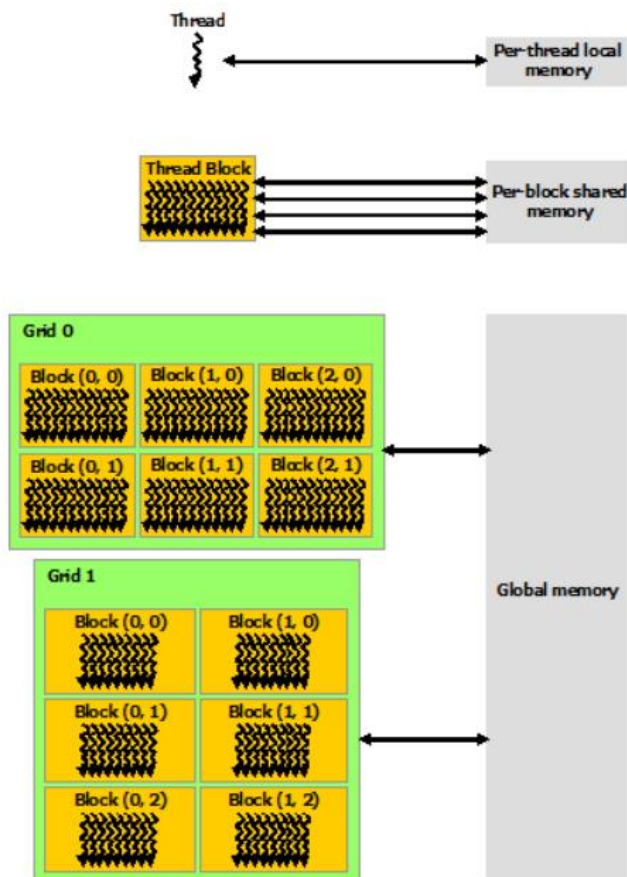 Thread
Per-thread local
memory
Thread Block
Per-block shared
memory
Grid 0
Block (0, 0) Block (1, 0) Block (2, 0)
Block (0, 1) Block (1, 1) Block (2, 1)
Grid 1
Block (0, 0) Block (1, 0)
Global memory
Block (0, 1) Block (1, 1)
Block (0, 2) Block (1, 2)